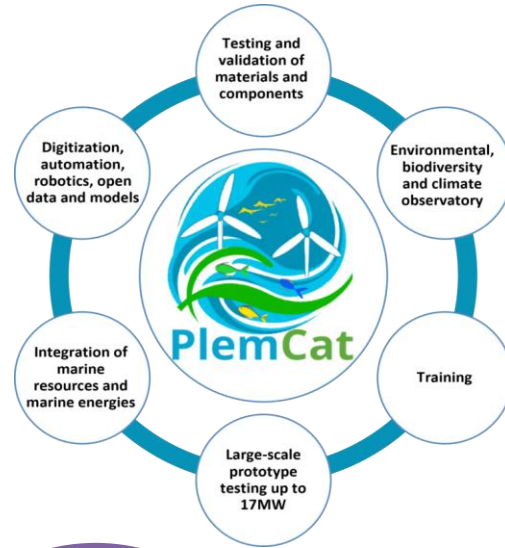 Testing and
validation of
materials and
components
Environmental,
biodiversity
and climate
observatory
Training
Large-scale
prototype
testing up to
17MW
Integration of
marine
resources and
marine energies
Digitization,
automation,
robotics, open
data and models
PlemCat